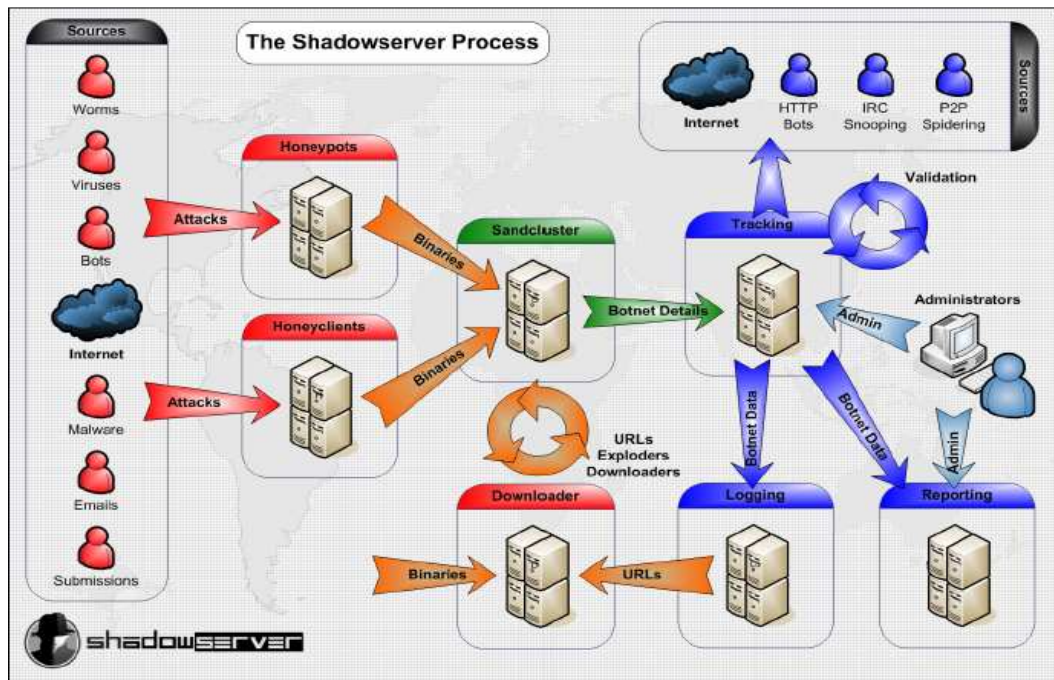 Sources
Worms
Viruses
Bots
Internet
Malware
Emails
Submissions
The Shadowserver Process
Sources
Internet
HTTP
Bots
IRC
Snooping
P2P
Spidering
Honeypots
Attacks
Binaries
Honeyclients
Attacks
Binaries
Sandcluster
Botnet Details
Tracking
Validation
Administrators
Admin
Admin
Botnet Data
Botnet Data
URLs
Exploders
Downloaders
Downloader
Binaries
URLs
Logging
Reporting
shadowserver